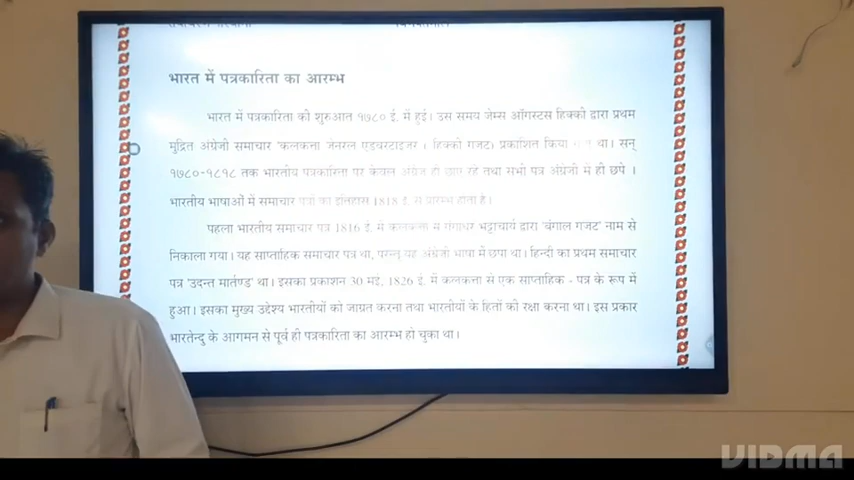 भारत में पत्रकारिता का आरम्भ
भारत में पत्रकारिता की शुरुआत १७८० ई. में हुई। उस समय जेम्स ऑगस्टस हिक्की द्वारा प्रथम
मुद्रित अंग्रेजी समाचार 'कलकत्ता जेनरल एडवरटाइजर । हिक्की गजट) प्रकाशित किया था। सन्
१७८०-१८१८ तक भारतीय पत्रकारिता पर केवल अंग्रेज ही छाए रहे तथा सभी पत्र अंग्रेजी में ही छपे ।
भारतीय भाषाओं में समाचार पत्रों का इतिहास 1818 ई. से प्रारम्भ होता है।
पहला भारतीय समाचार पत्र 1816 ई. में कलकत्ता में गंगाधर भट्टाचार्य द्वारा 'बंगाल गजट' नाम से
निकाला गया। यह साप्ताहिक समाचार पत्र था, परन्तु यह अंग्रेजी भाषा में छपा था। हिन्दी का प्रथम समाचार
पत्र 'उदन्त मार्तण्ड' था। इसका प्रकाशन 30 मई, 1826 ई. में कलकत्ता से एक साप्ताहिक - पत्र के रूप में
हुआ। इसका मुख्य उद्देश्य भारतीयों को जाग्रत करना तथा भारतीयों के हितों की रक्षा करना था। इस प्रकार
भारतेन्दु के आगमन से पूर्व ही पत्रकारिता का आरम्भ हो चुका था।
VIDMA